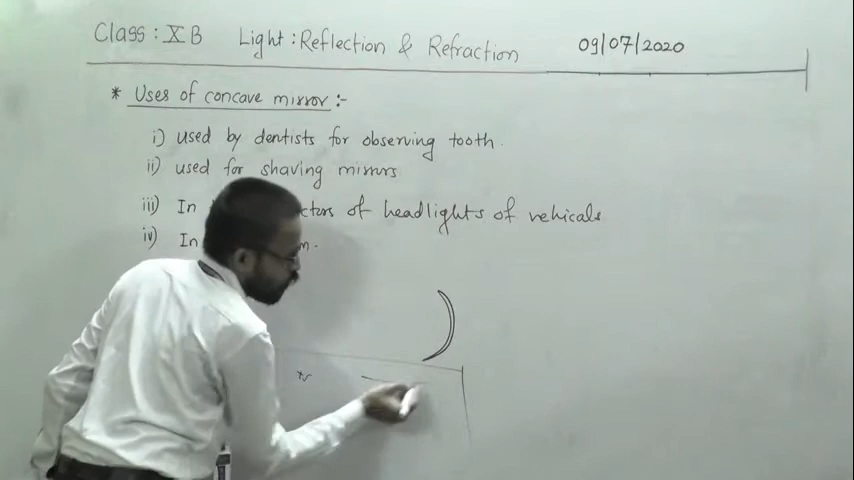 Class : X B Light : Reflection & Refraction 09/07/2020
* Uses of concave mirror :-
i) used by dentists for observing tooth.
ii) used for shaving mirrors
iii) In of headlights of vehicals
iv) In